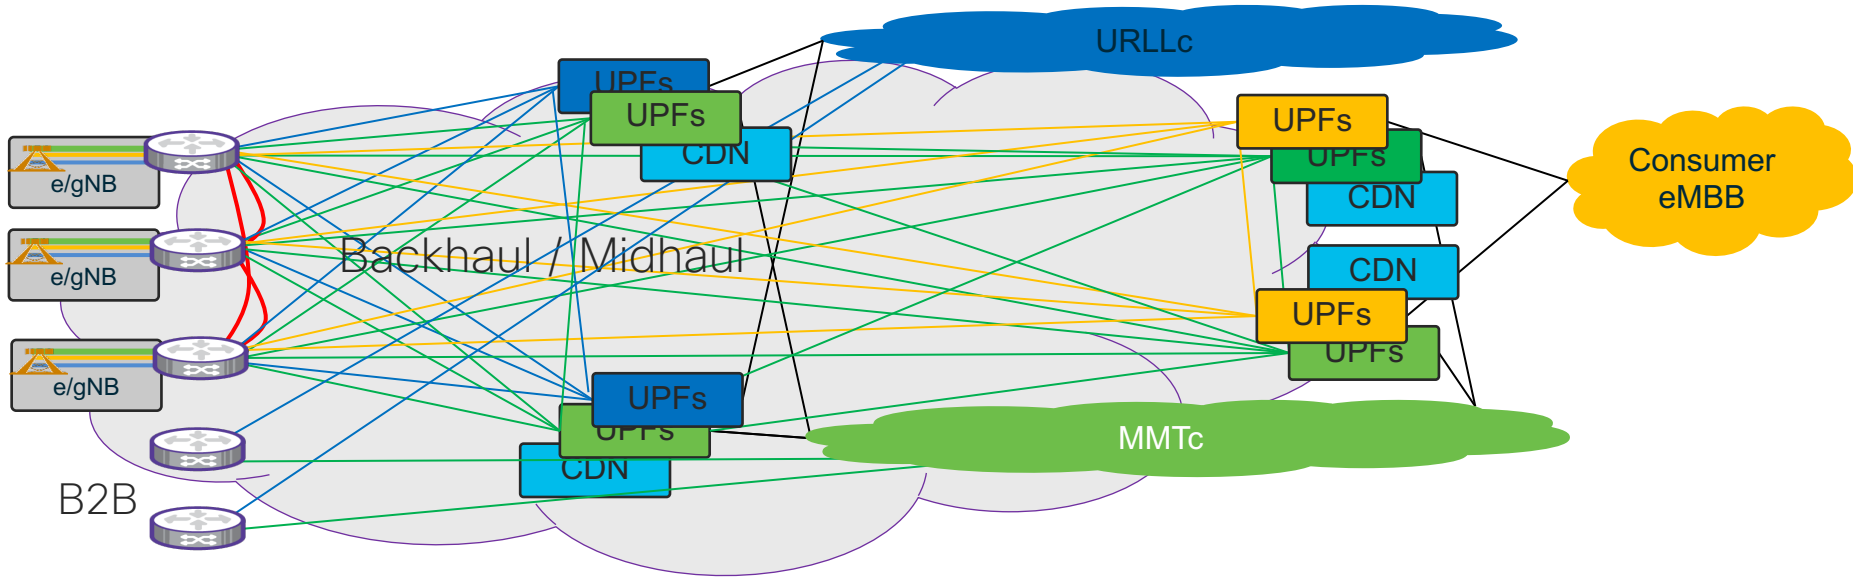 URLLc
UPFs
UPFs
CDN
UPFs
UPFs
CDN
Consumer
eMBB
e/gNB
e/gNB
e/gNB
Backhaul / Midhaul
CDN
UPFs
UPFs
UPFs
UPFs
CDN
MMTc
B2B